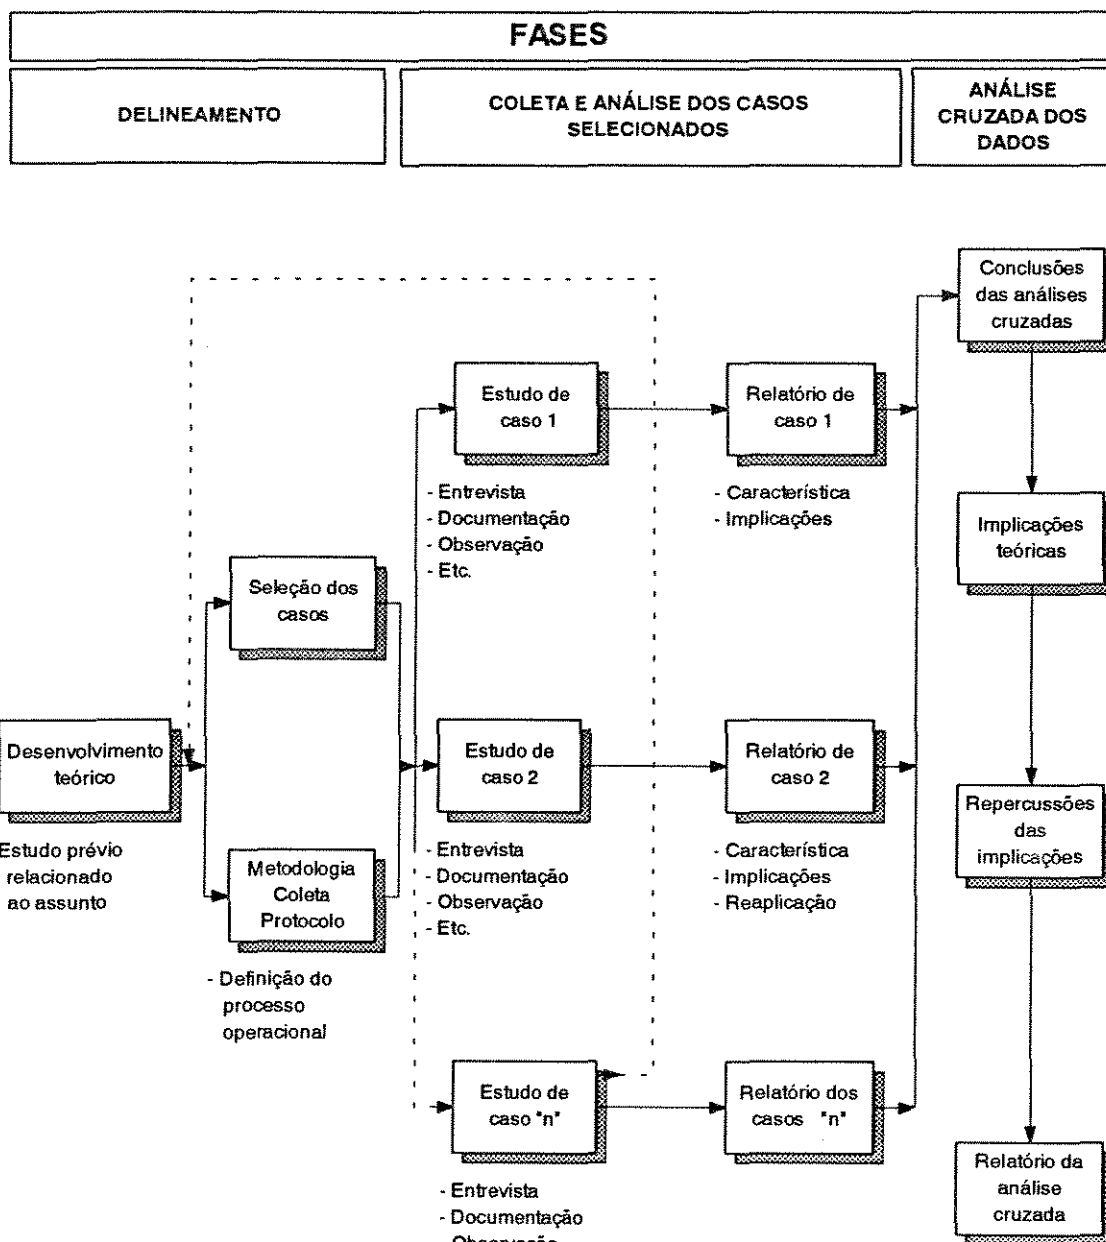 FASES
DELINEAMENTO
COLETA E ANÁLISE DOS CASOS
SELECIONADOS
ANÁLISE
CRUZADA DOS
DADOS
Conclusões
das análises
cruzadas
Estudo de
caso 1
Relatório de
caso 1
- Entrevista
- Documentação
- Observação
- Etc.
- Característica
- Implicações
Implicações
teóricas
Seleção dos
casos
Desenvolvimento
teórico
Estudo de
caso 2
Relatório de
caso 2
Repercussões
das
implicações
Estudo prévio
relacionado
ao assunto
Metodologia
Coleta
Protocolo
- Entrevista
- Documentação
- Observação
- Etc.
- Característica
- Implicações
- Reaplicação
- Definição do
processo
operacional
Estudo de
caso "n"
Relatório dos
casos "n"
Relatório da
análise
cruzada
- Entrevista
- Documentação
- Observação